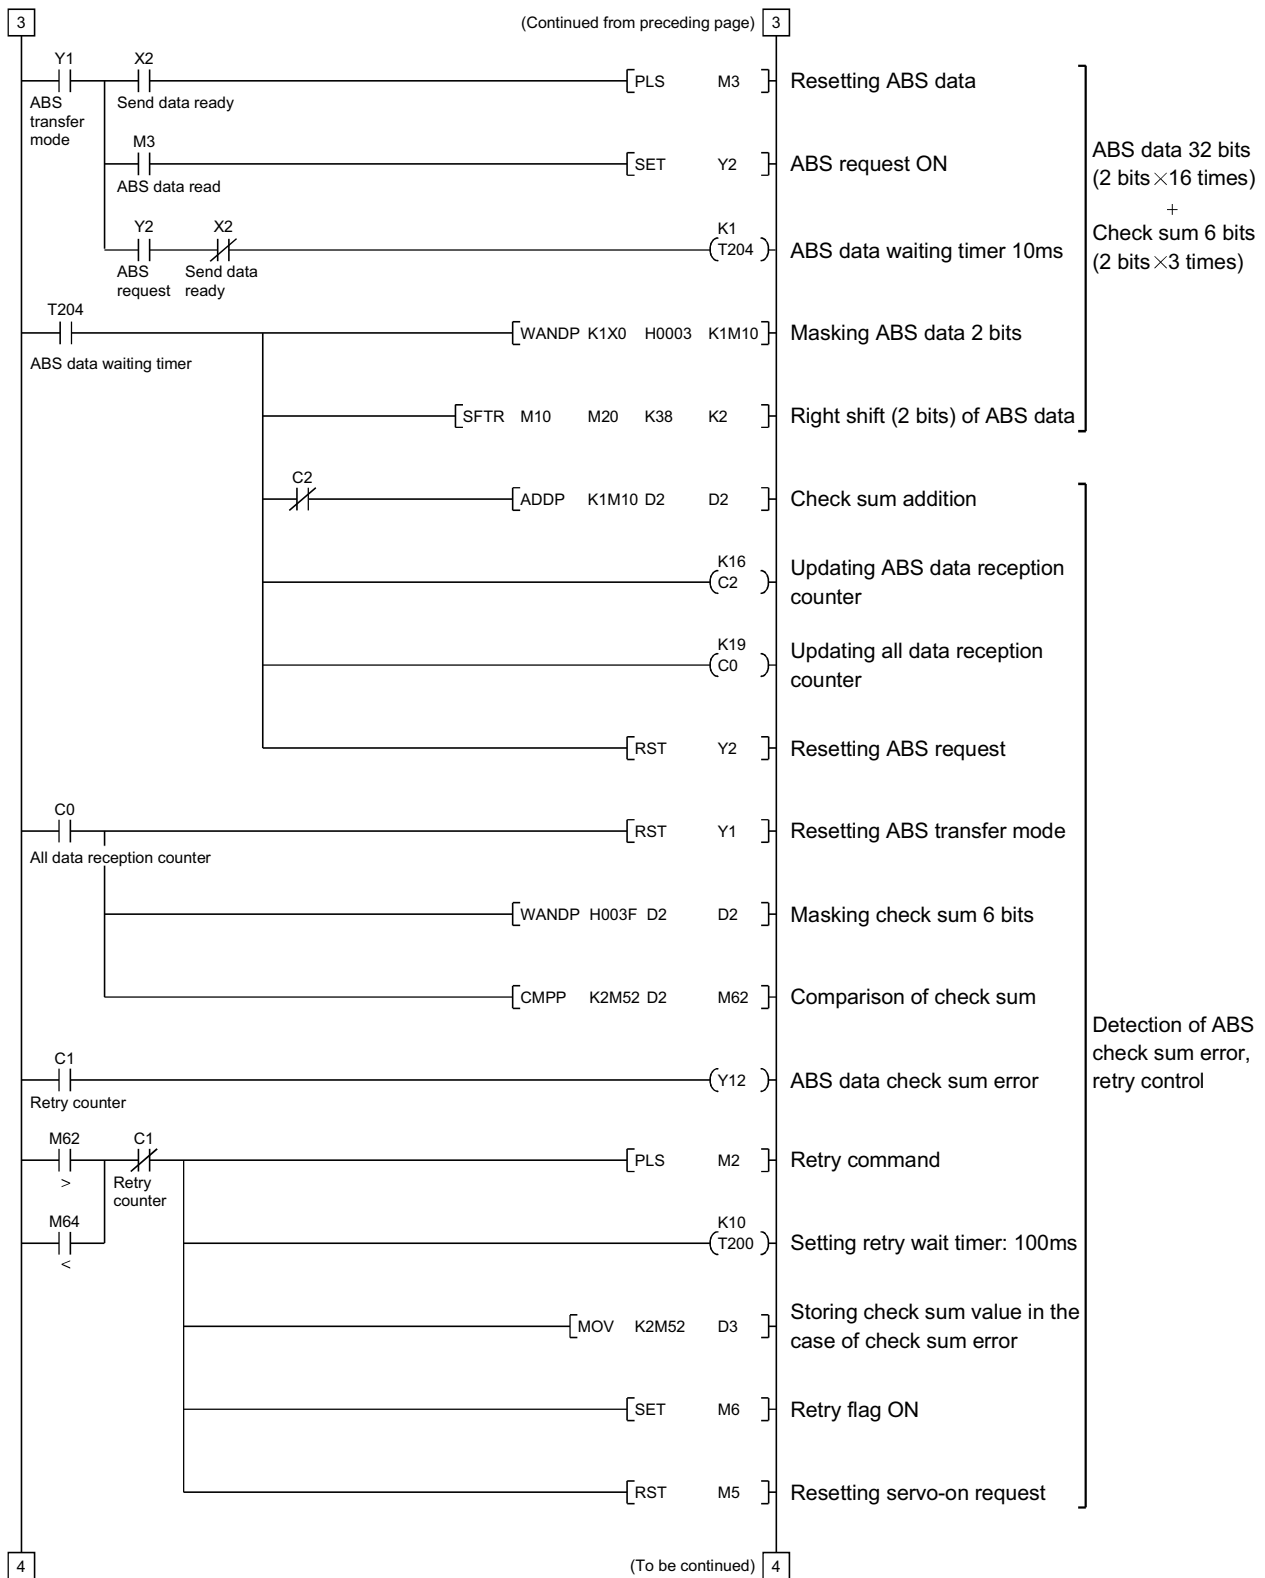 3 (Continued from preceding page) 3
Y1 X2
PLS M3 Resetting ABS data
ABS transfer mode
Send data ready
M3
SET Y2 ABS request ON
ABS data read
Y2 X2 K1
T204 ABS data waiting timer 10ms
ABS request
Send data ready
ABS data 32 bits
(2 bits×16 times)
+
Check sum 6 bits
(2 bits×3 times)
T204
WANDP K1X0 H0003 K1M10 Masking ABS data 2 bits
ABS data waiting timer
SFTR M10 M20 K38 K2 Right shift (2 bits) of ABS data
C2
ADDP K1M10 D2 D2 Check sum addition
K16
C2 Updating ABS data reception
counter
K19
C0 Updating all data reception
counter
RST Y2 Resetting ABS request
C0
RST Y1 Resetting ABS transfer mode
All data reception counter
WANDP H003F D2 D2 Masking check sum 6 bits
CMPP K2M52 D2 M62 Comparison of check sum
Detection of ABS
check sum error,
retry control
C1
Y12 ABS data check sum error
Retry counter
M62 C1
PLS M2 Retry command
>
Retry
counter
M64 K10
T200 Setting retry wait timer: 100ms
<
MOV K2M52 D3 Storing check sum value in the
case of check sum error
SET M6 Retry flag ON
RST M5 Resetting servo-on request
4 (To be continued) 4